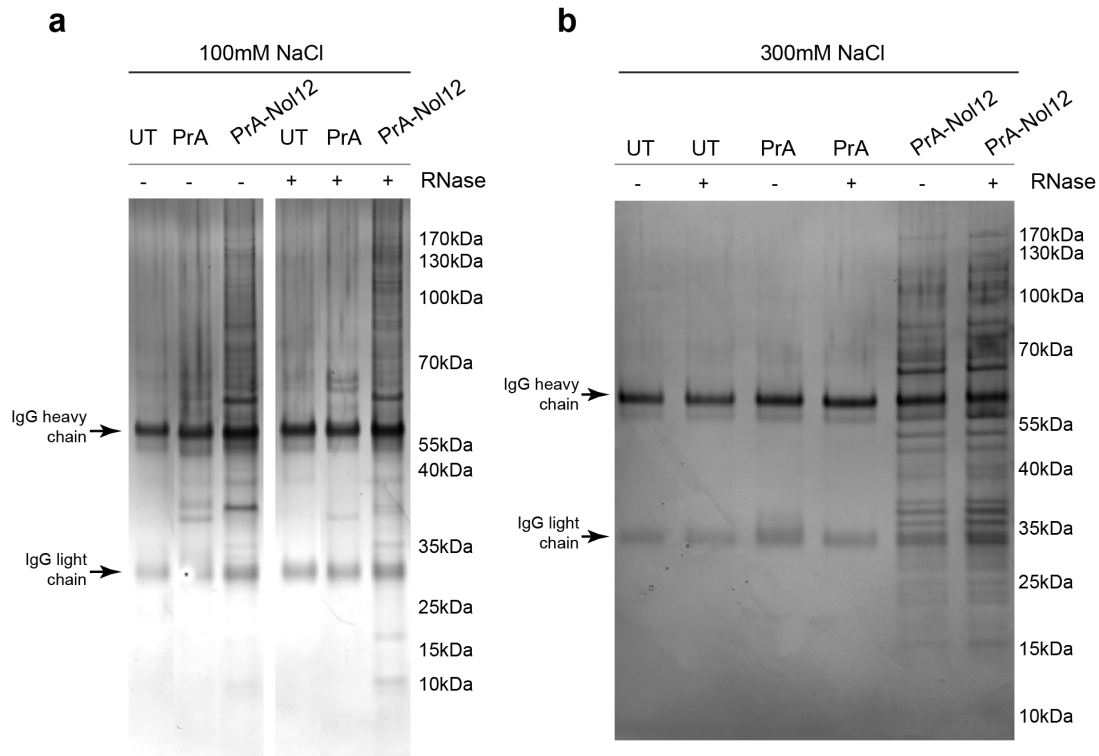 a
100mM NaCl
UT PrA PrA-Nol12 UT PrA PrA-Nol12
- - - + + + RNase
170kDa
130kDa
100kDa
70kDa
IgG heavy
chain
55kDa
40kDa
35kDa
IgG light
chain
25kDa
15kDa
10kDa
b
300mM NaCl
UT UT PrA PrA PrA-Nol12 PrA-Nol12
- + - + - + RNase
170kDa
130kDa
100kDa
70kDa
IgG heavy
chain
55kDa
40kDa
IgG light
chain
35kDa
25kDa
15kDa
10kDa